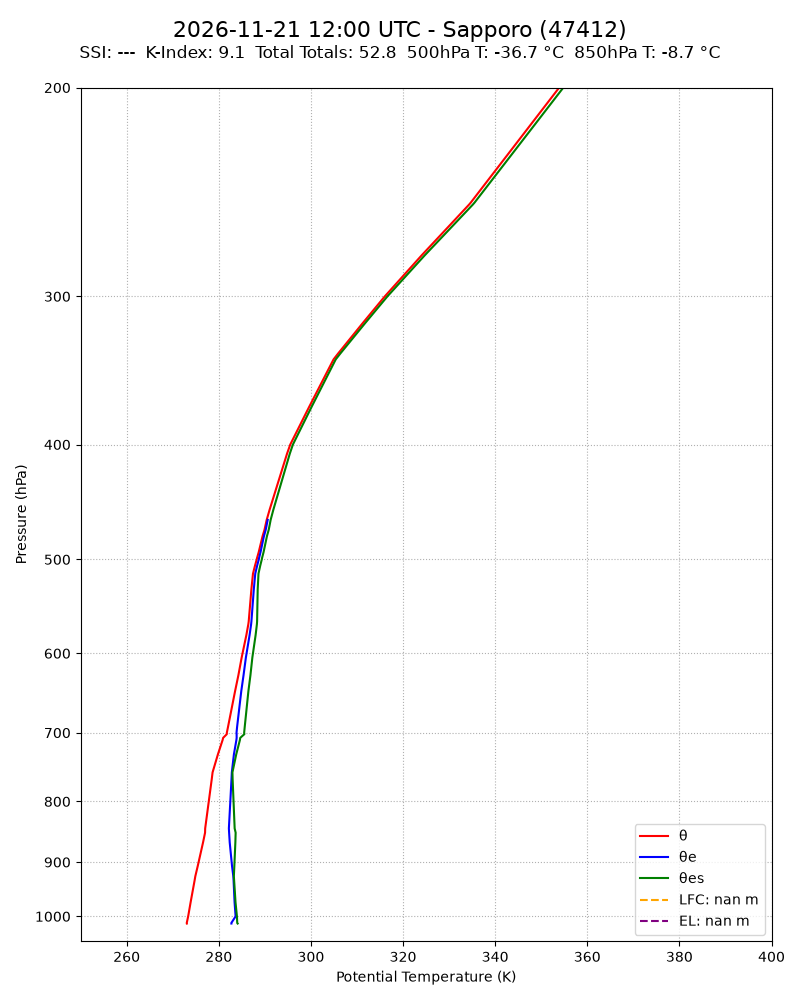 2026-11-21 12:00 UTC - Sapporo (47412)
SSI: ---  K-Index: 9.1  Total Totals: 52.8  500hPa T: -36.7 °C  850hPa T: -8.7 °C
200
300
400
500
600
700
800
900
1000
Pressure (hPa)
260
280
300
320
340
360
380
400
Potential Temperature (K)
θ
θe
θes
LFC: nan m
EL: nan m